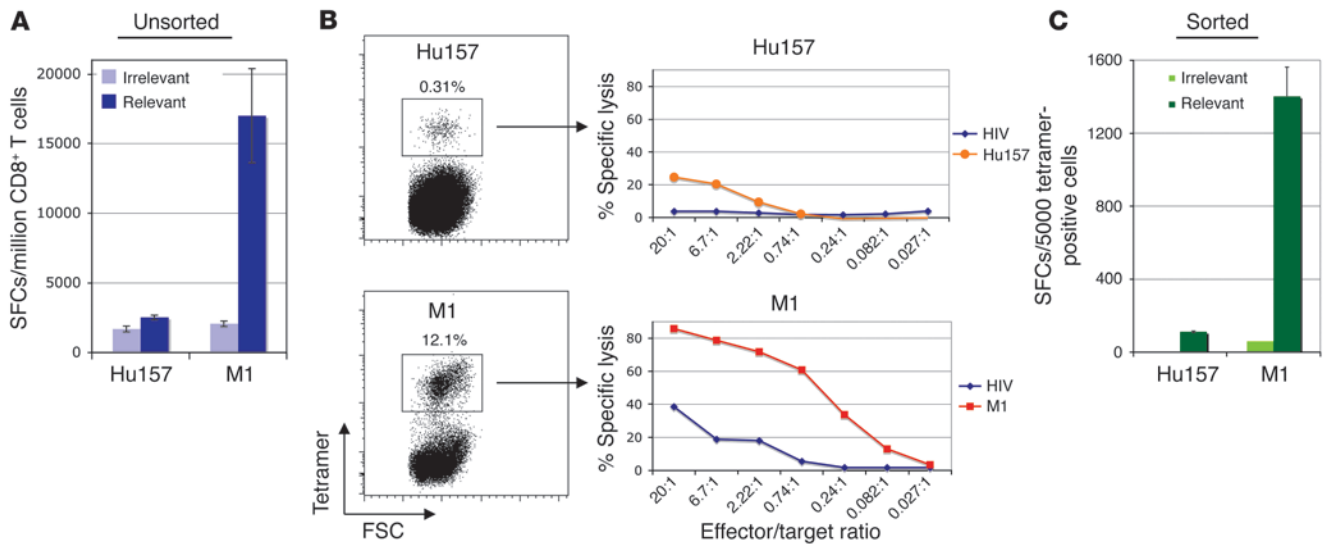 A
Unsorted
SFCs/million CD8⁺ T cells
20000
15000
10000
5000
0
Irrelevant
Relevant
Hu157
M1
B
Hu157
0.31%
Hu157
% Specific lysis
80
60
40
20
0
20:1
6.7:1
2.22:1
0.74:1
0.24:1
0.082:1
0.027:1
HIV
Hu157
M1
12.1%
Tetramer
FSC
M1
% Specific lysis
80
60
40
20
0
20:1
6.7:1
2.22:1
0.74:1
0.24:1
0.082:1
0.027:1
Effector/target ratio
HIV
M1
C
Sorted
SFCs/5000 tetramer-
positive cells
1600
1200
800
400
0
Irrelevant
Relevant
Hu157
M1